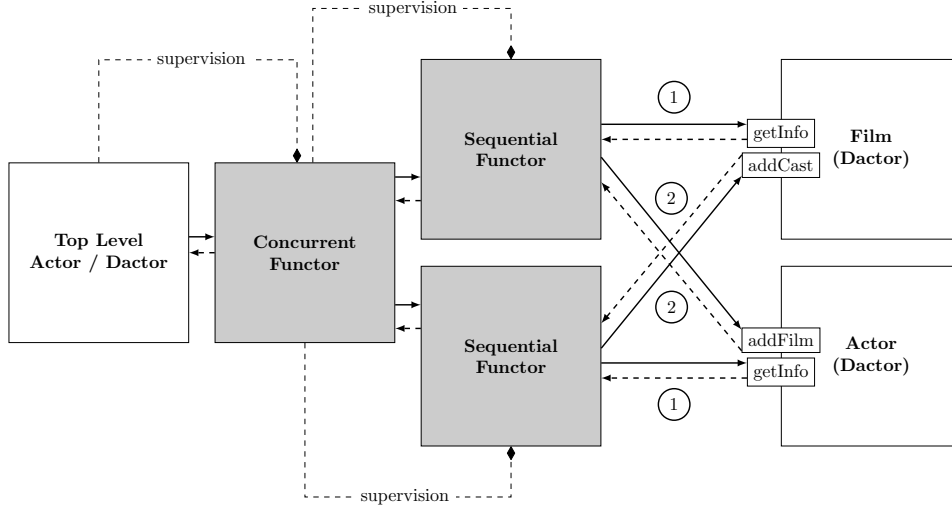 supervision
supervision
Top Level
Actor / Dactor
Concurrent
Functor
Sequential
Functor
1
getInfo
addCast
Film
(Dactor)
2
2
Sequential
Functor
addFilm
getInfo
Actor
(Dactor)
1
supervision